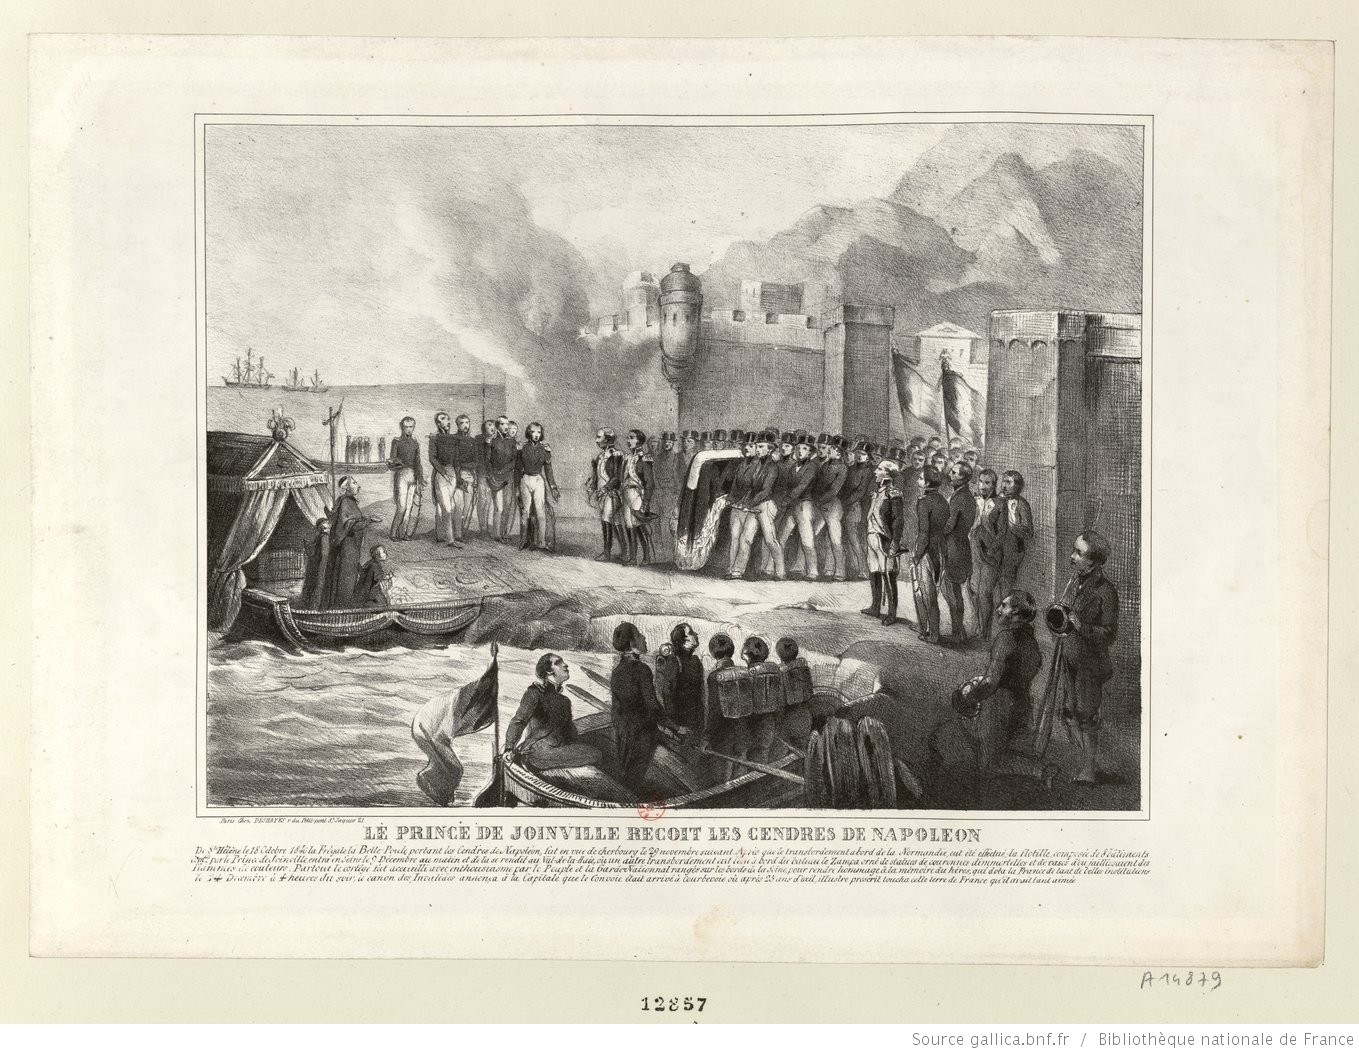 Paris Chez DESHAYES r du Petit-pont St Jaques 21
LE PRINCE DE JOINVILLE RECOIT LES CENDRES DE NAPOLEON
De Ste Hélène le 18 Octobre 1840 la Frégate la Belle Poule, portant les Cendres de Napoléon, fut en vue de cherbourg le 29 novembre suivant. Après que le transbordement abord de la Normandie, eut été effectué, la flotille, composée de 8 bâtiments
par le Prince de Joinville entra en Seine le 9 Décembre au matin et de la se rendit au Val-de-la-Haie, où un autre transbordement eut lieu à bord du bateau le Zampa orné de statues de couronnes d'immortelles et de vases d'où jaillissaient des
flammes de couleurs. Partout le cortège fut accueilli avec enthousiasme par le Peuple et la Garde Nationnal rangés sur les bords de la Seine, pour rendre hommage à la mémoire du héros, qui dota la France de tant de belles institutions
le 14 Décembre à 4 heures du soir, le canon des Invalides annonça à la Capitale que le Convoie était arrivé à Courbevoie où après 25 ans d'exil, illustre proscrit toucha cette terre de France qu'il avait tant aimée
A 14879
12857
Source gallica.bnf.fr / Bibliothèque nationale de France